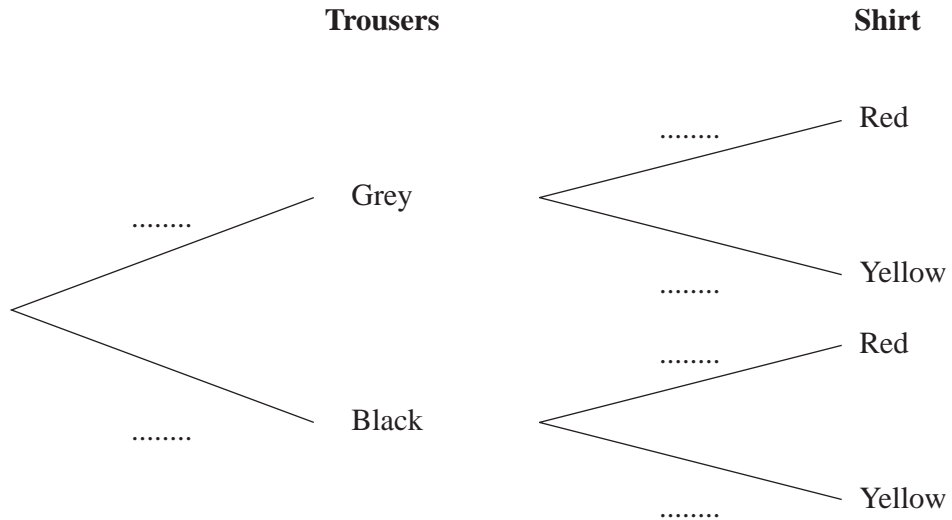 Trousers Shirt
Red
........
Grey
........
Yellow
........
Red
........
Black
........
Yellow
........